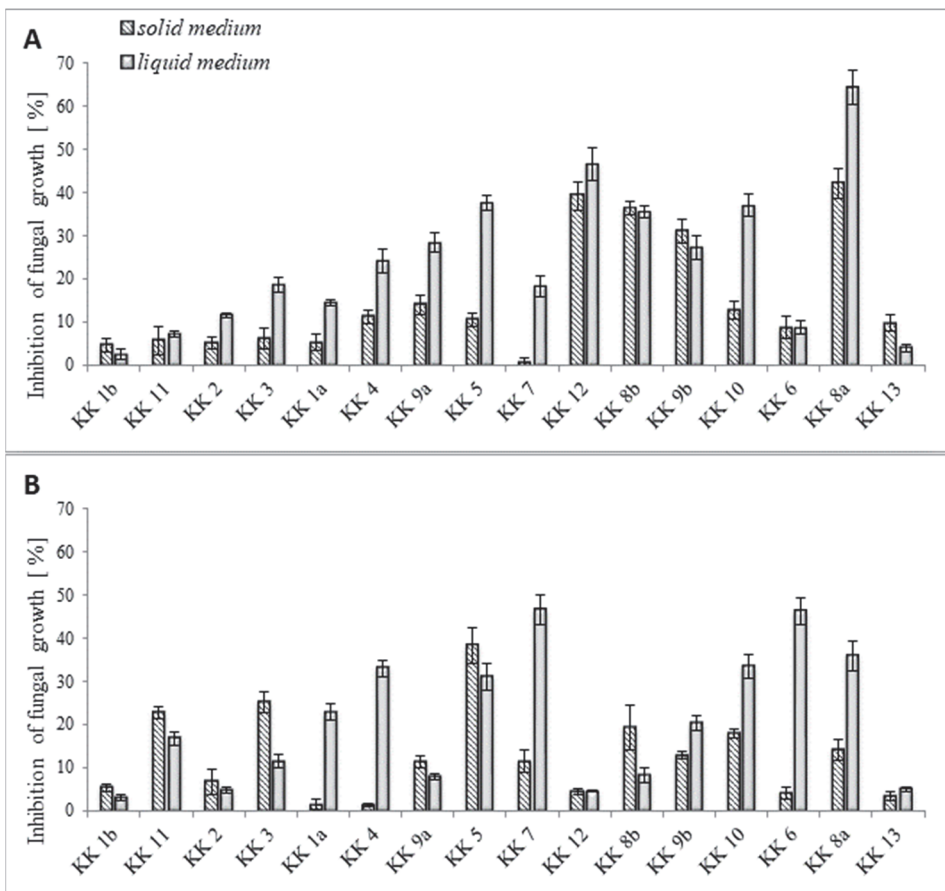 A
solid medium
liquid medium
Inhibition of fungal growth [ %]
70
60
50
40
30
20
10
0
KK 1b
KK 11
KK 2
KK 3
KK 1a
KK 4
KK 9a
KK 5
KK 7
KK 12
KK 8b
KK 9b
KK 10
KK 6
KK 8a
KK 13
B
Inhibition of fungal growth [ %]
70
60
50
40
30
20
10
0
KK 1b
KK 11
KK 2
KK 3
KK 1a
KK 4
KK 9a
KK 5
KK 7
KK 12
KK 8b
KK 9b
KK 10
KK 6
KK 8a
KK 13